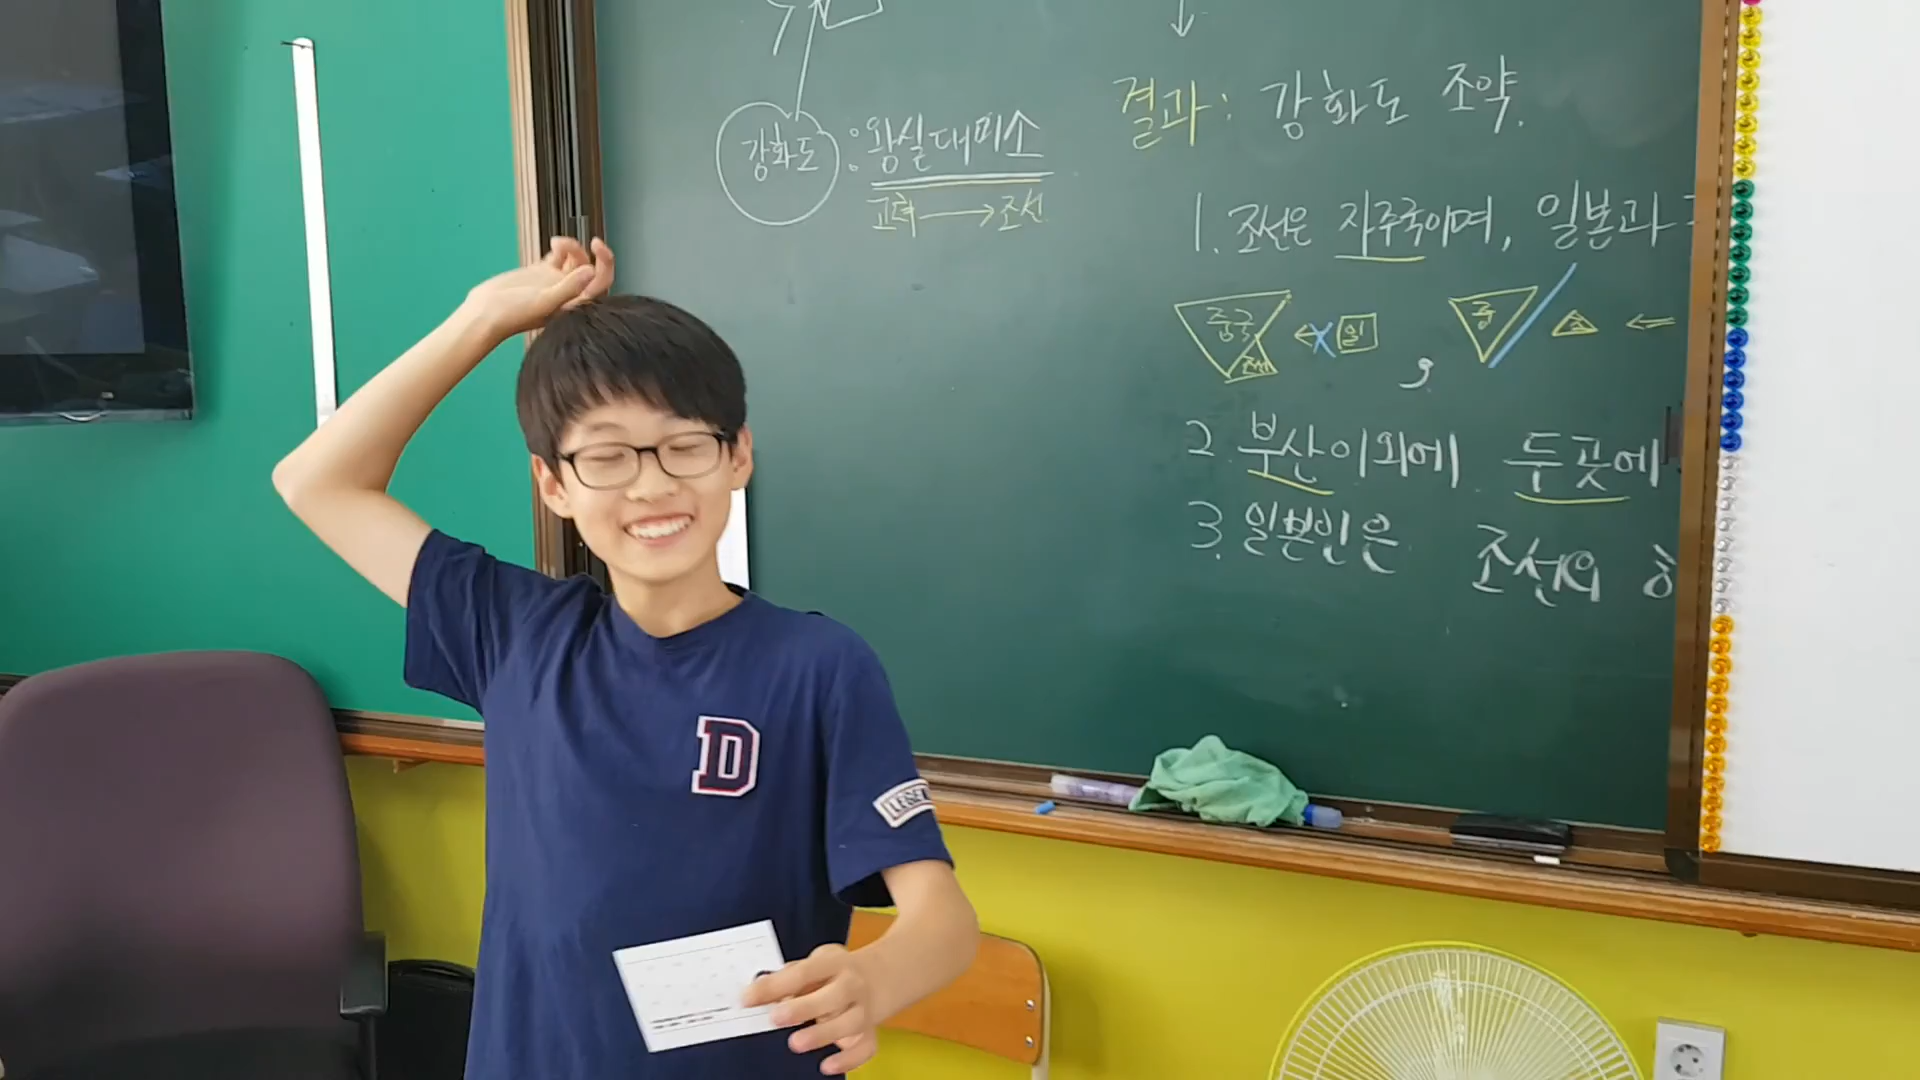 강화도 : 왕실 대피소
고려 → 조선
결과 : 강화도 조약.
1. 조선은 자주국이며, 일본과
중국 조선 ← 일 , 중 조 ⇐
2. 부산 이외에 두곳에
3. 일본인은 조선의
D